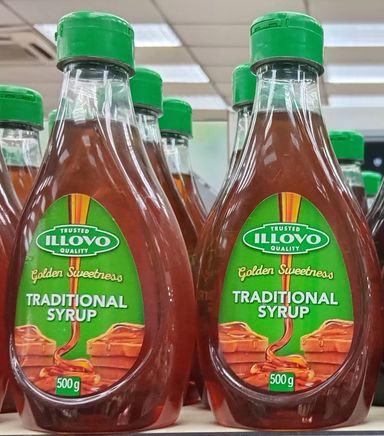 TRUSTED
ILLOVO
QUALITY
Golden Sweetness
TRADITIONAL
SYRUP
500g
TRUSTED
ILLOVO
QUALITY
Golden Sweetness
TRADITIONAL
SYRUP
500g